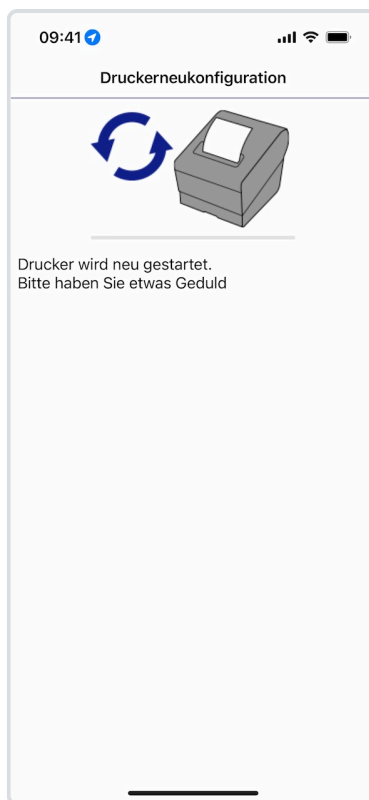 09:41
Druckerneukonfiguration
Drucker wird neu gestartet.
Bitte haben Sie etwas Geduld